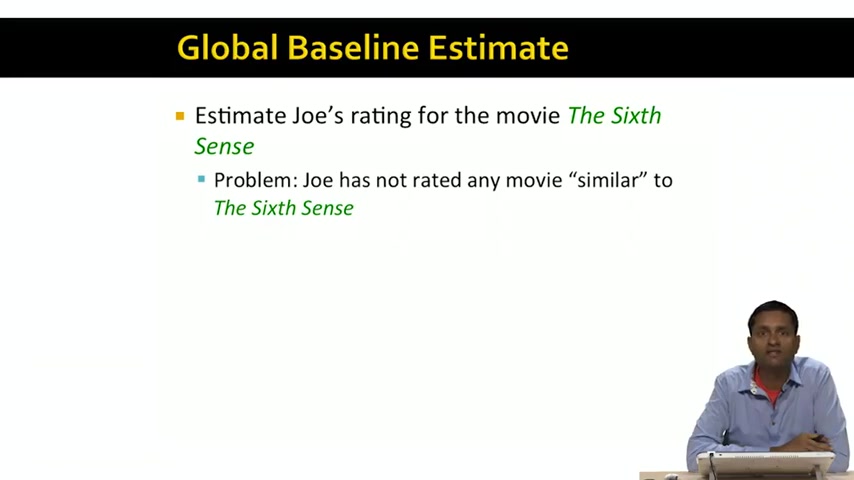 Global Baseline Estimate
Estimate Joe's rating for the movie The Sixth
Sense
Problem: Joe has not rated any movie “similar” to
The Sixth Sense